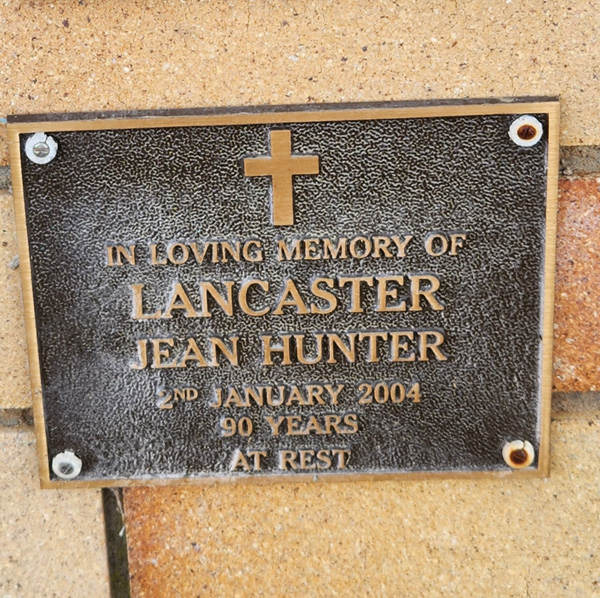 IN LOVING MEMORY OF
LANCASTER
JEAN HUNTER
2ND JANUARY 2004
90 YEARS
AT REST